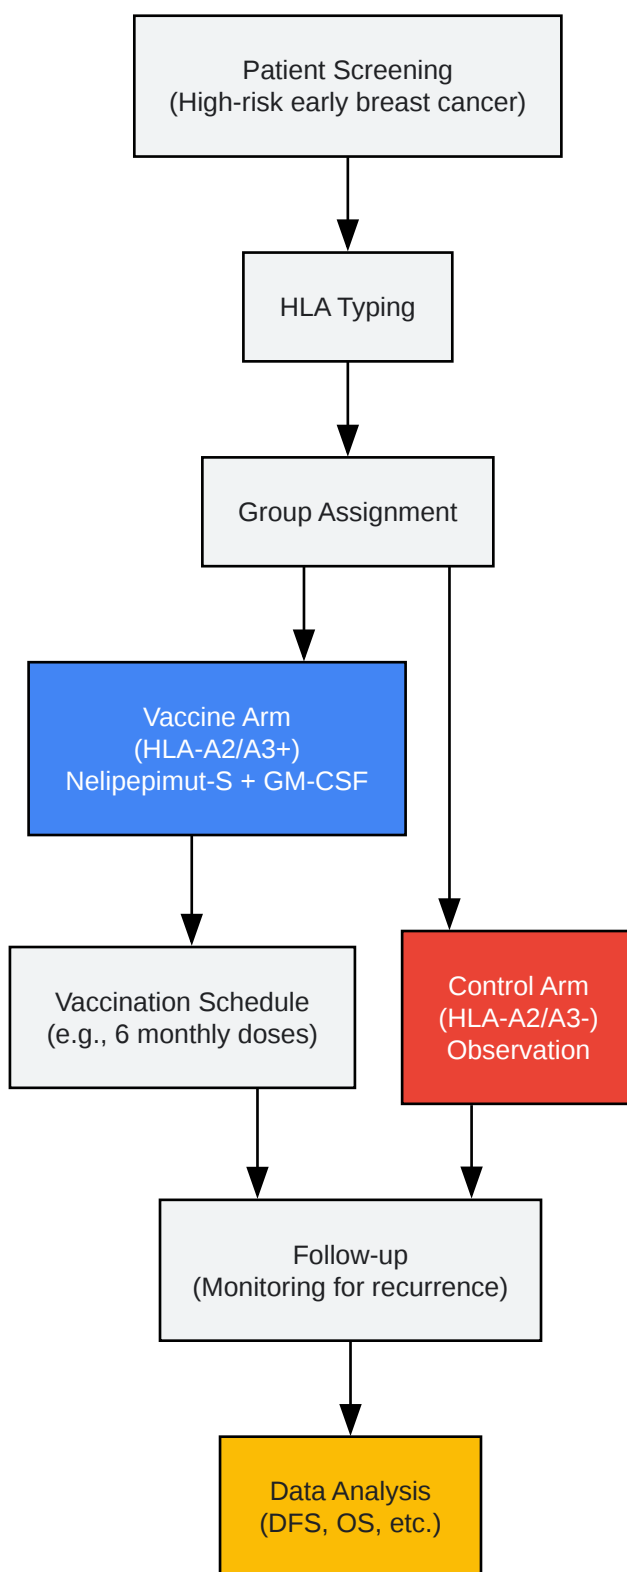 Patient Screening
(High-risk early breast cancer)
HLA Typing
Group Assignment
Vaccine Arm
(HLA-A2/A3+)
Nelipepimut-S + GM-CSF
Vaccination Schedule
(e.g., 6 monthly doses)
Control Arm
(HLA-A2/A3-)
Observation
Follow-up
(Monitoring for recurrence)
Data Analysis
(DFS, OS, etc.)